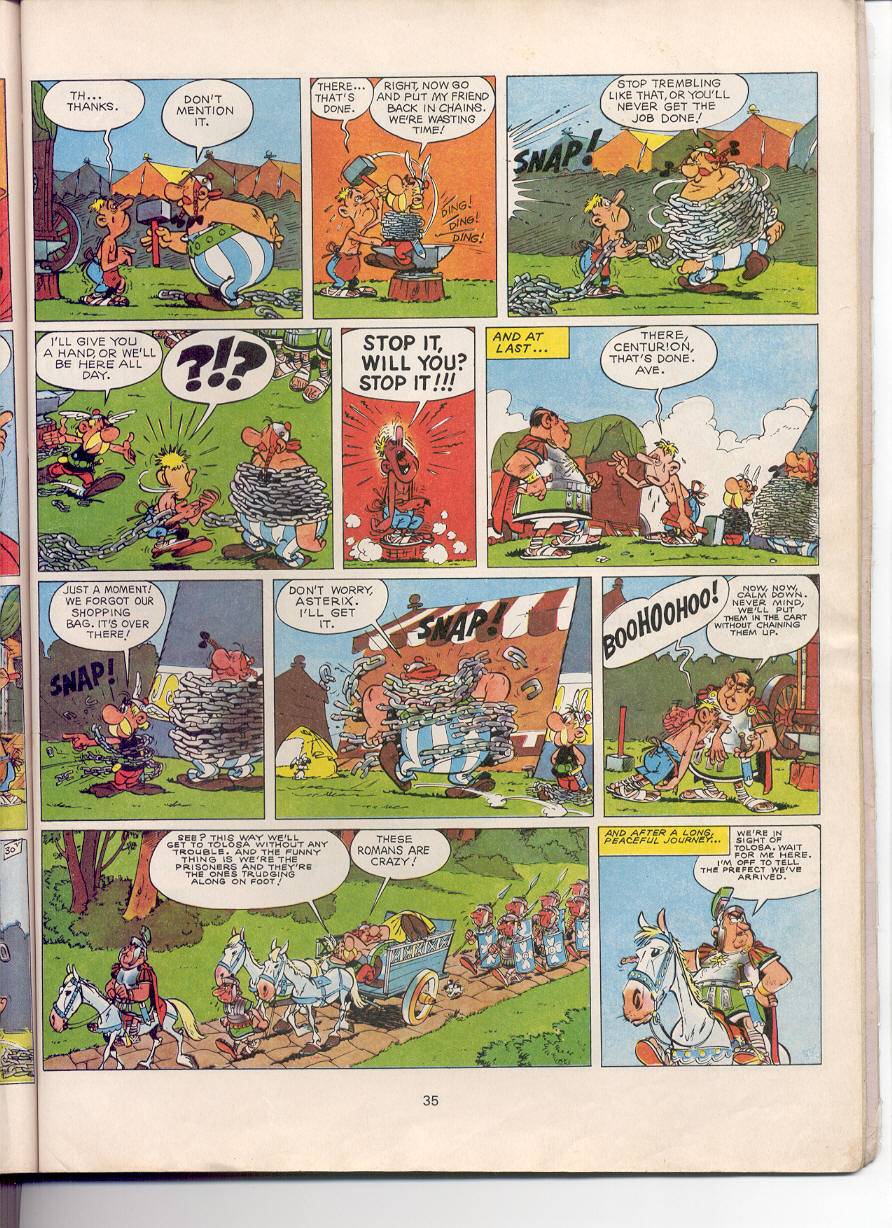 TH...
THANKS.
DON'T
MENTION
IT.
THERE...
THAT'S
DONE.
RIGHT, NOW GO
AND PUT MY FRIEND
BACK IN CHAINS.
WE'RE WASTING
TIME!
DING!
DING!
DING!
STOP TREMBLING
LIKE THAT, OR YOU'LL
NEVER GET THE
JOB DONE!
SNAP!
I'LL GIVE YOU
A HAND, OR WE'LL
BE HERE ALL
DAY.
?!?
STOP IT,
WILL YOU?
STOP IT!!!
AND AT
LAST...
THERE,
CENTURION,
THAT'S DONE.
AVE.
JUST A MOMENT!
WE FORGOT OUR
SHOPPING
BAG. IT'S OVER
THERE!
SNAP!
DON'T WORRY,
ASTERIX.
I'LL GET
IT.
SNAP!
BOOHOOHOO!
NOW, NOW,
CALM DOWN.
NEVER MIND,
WE'LL PUT
THEM IN THE CART
WITHOUT CHAINING
THEM UP.
SEE? THIS WAY WE'LL
GET TO TOLOSA WITHOUT ANY
TROUBLE. AND THE FUNNY
THING IS WE'RE THE
PRISONERS AND THEY'RE
THE ONES TRUDGING
ALONG ON FOOT!
THESE
ROMANS ARE
CRAZY!
AND AFTER A LONG,
PEACEFUL JOURNEY...
WE'RE IN
SIGHT OF
TOLOSA. WAIT
FOR ME HERE.
I'M OFF TO TELL
THE PREFECT WE'VE
ARRIVED.
35